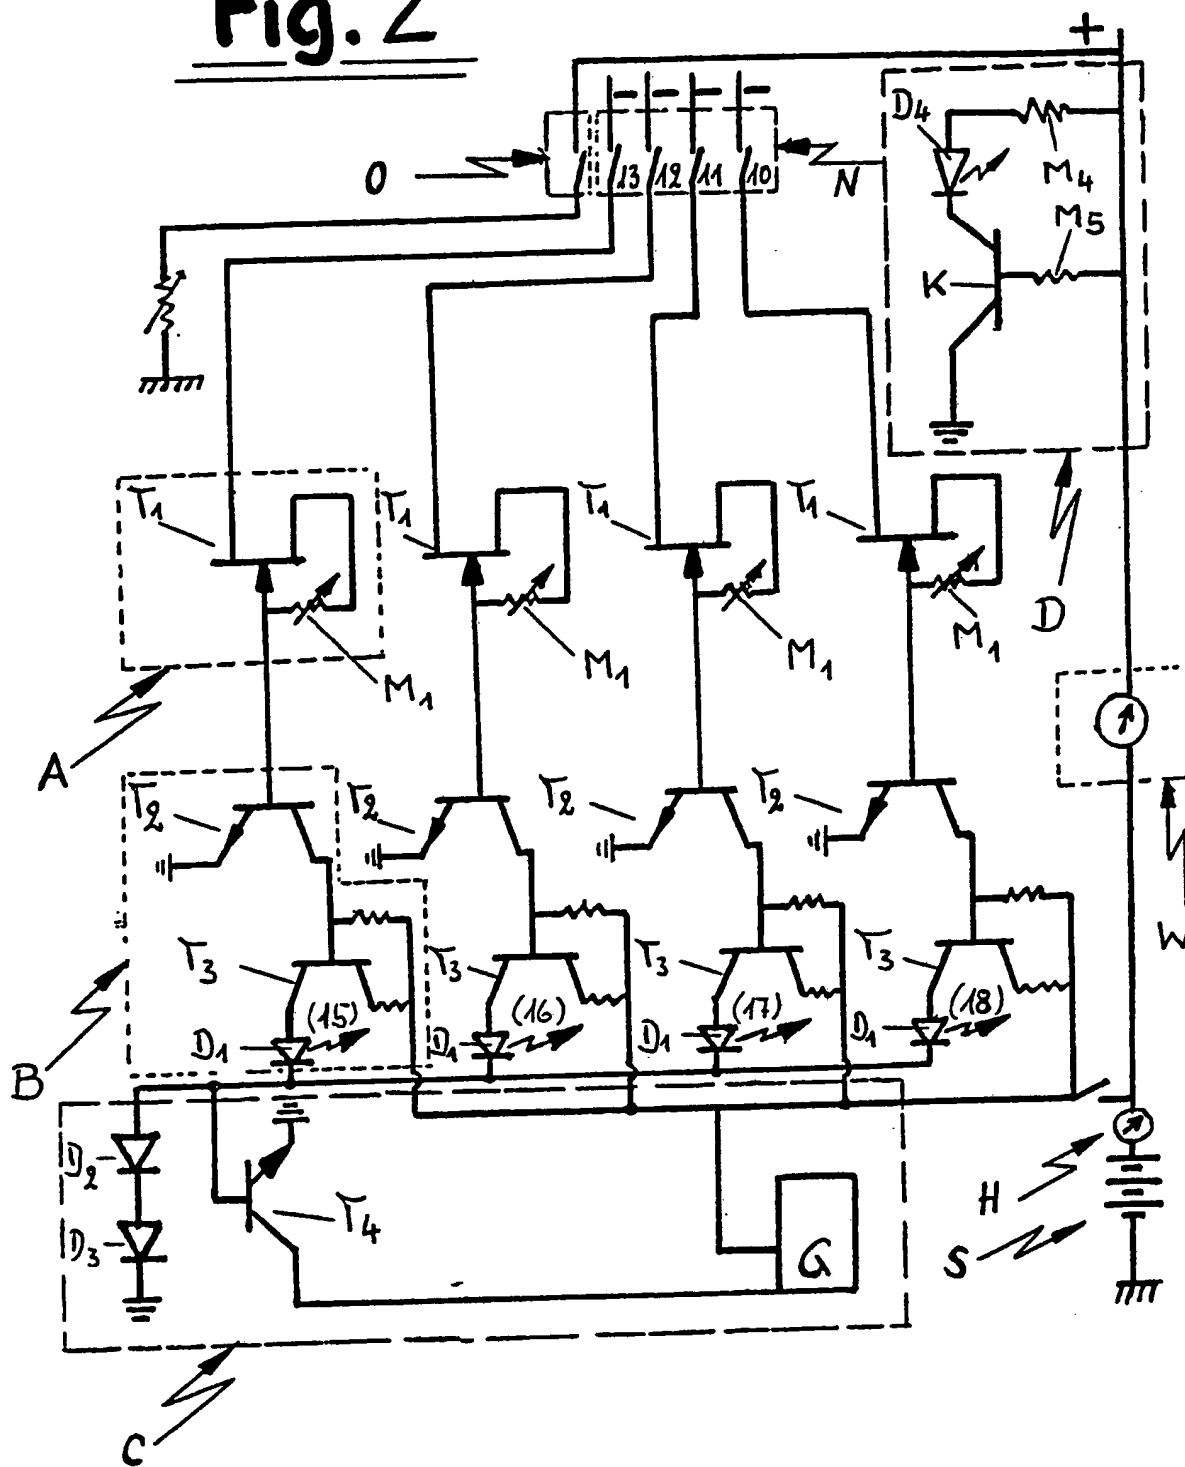 Fig. 2
+
D4
M4
M5
K
O
13 12 11 10
N
T1 T1 T1 T1
M1 M1 M1 M1
D
A
T2 T2 T2 T2
W
T3 T3 T3 T3
(15) (16) (17) (18)
D1 D1 D1 D1
B
D2
T4
H
D3
G
S
C